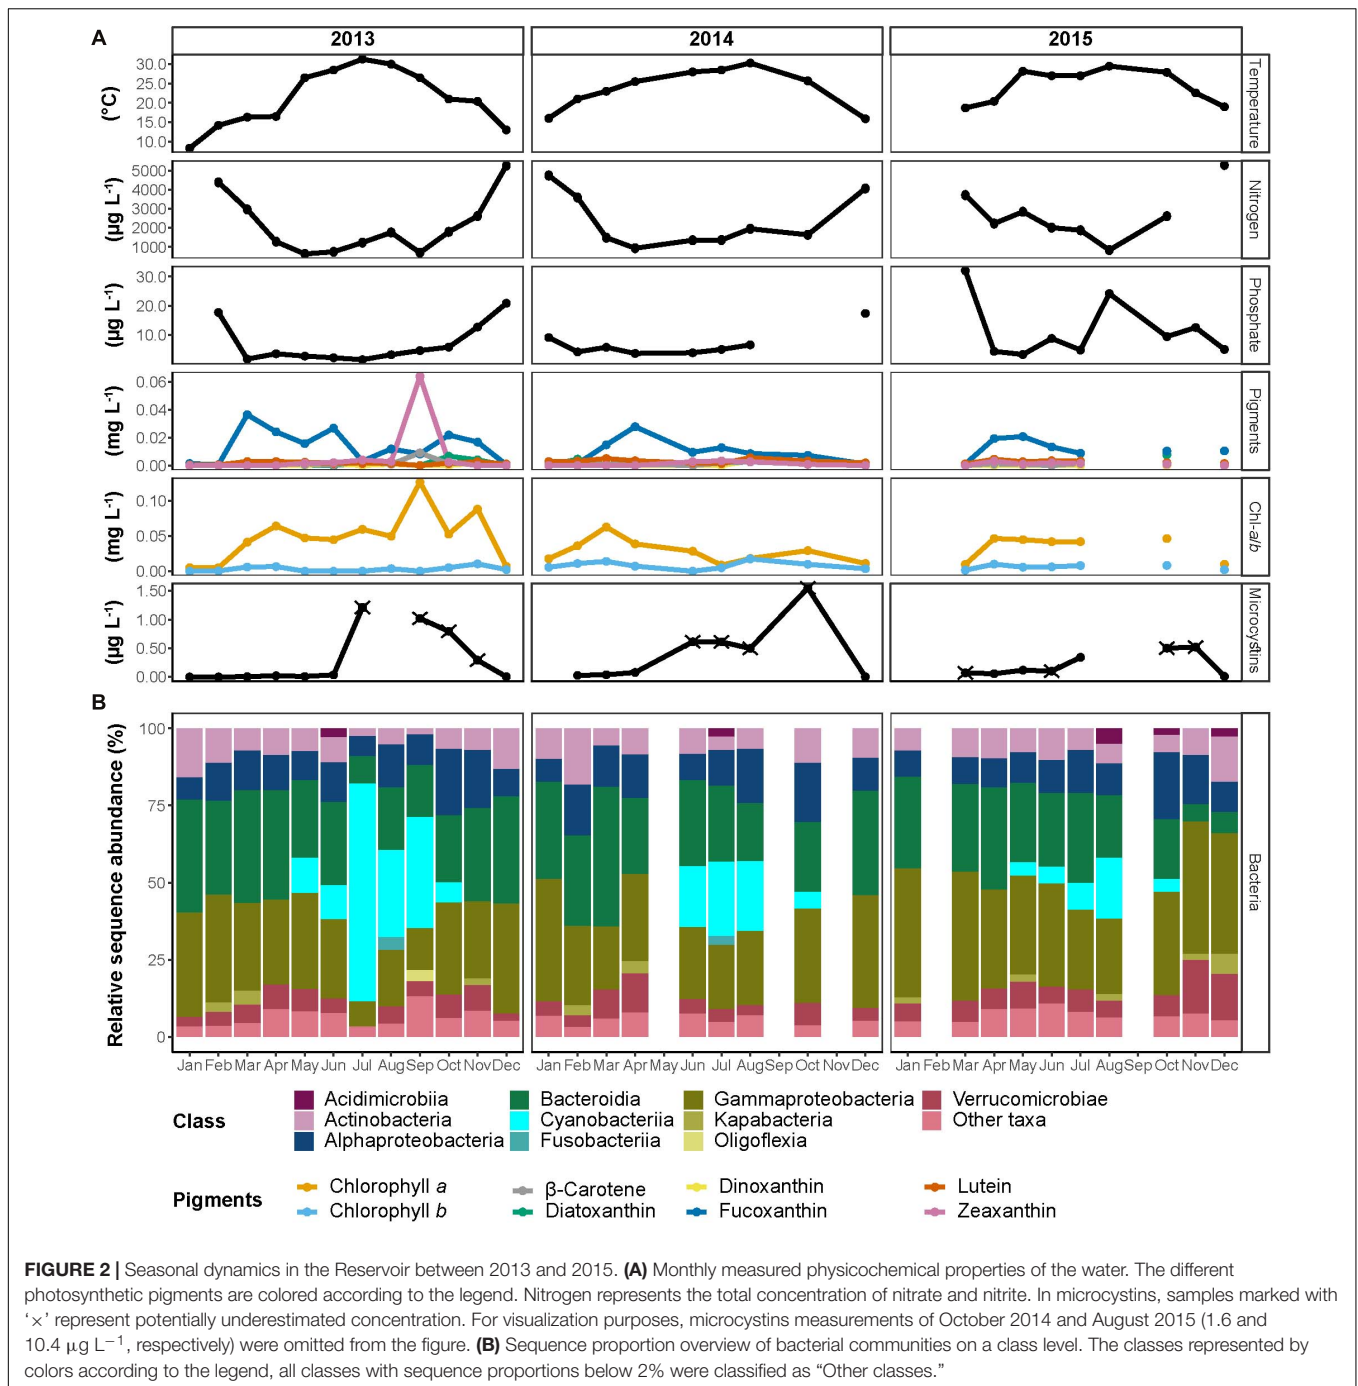 A
2013 2014 2015
(°C)
30.0
25.0
20.0
15.0
10.0
Temperature
(µg L⁻¹)
5000
4000
3000
2000
1000
Nitrogen
(µg L⁻¹)
30.0
20.0
10.0
Phosphate
(mg L⁻¹)
0.06
0.04
0.02
0.00
Pigments
(mg L⁻¹)
0.10
0.05
0.00
Chl-a/b
(µg L⁻¹)
1.50
1.00
0.50
0.00
Microcystins
B
Relative sequence abundance (%)
100
75
50
25
0
Bacteria
Jan Feb Mar Apr May Jun Jul Aug Sep Oct Nov Dec Jan Feb Mar Apr May Jun Jul Aug Sep Oct Nov Dec Jan Feb Mar Apr May Jun Jul Aug Sep Oct Nov Dec
Class
Acidimicrobiia Bacteroidia Gammaproteobacteria Verrucomicrobiae
Actinobacteria Cyanobacteriia Kapabacteria Other taxa
Alphaproteobacteria Fusobacteriia Oligoflexia
Pigments
Chlorophyll a β-Carotene Dinoxanthin Lutein
Chlorophyll b Diatoxanthin Fucoxanthin Zeaxanthin
FIGURE 2 | Seasonal dynamics in the Reservoir between 2013 and 2015. (A) Monthly measured physicochemical properties of the water. The different
photosynthetic pigments are colored according to the legend. Nitrogen represents the total concentration of nitrate and nitrite. In microcystins, samples marked with
‘×’ represent potentially underestimated concentration. For visualization purposes, microcystins measurements of October 2014 and August 2015 (1.6 and
10.4 µg L⁻¹, respectively) were omitted from the figure. (B) Sequence proportion overview of bacterial communities on a class level. The classes represented by
colors according to the legend, all classes with sequence proportions below 2% were classified as “Other classes.”